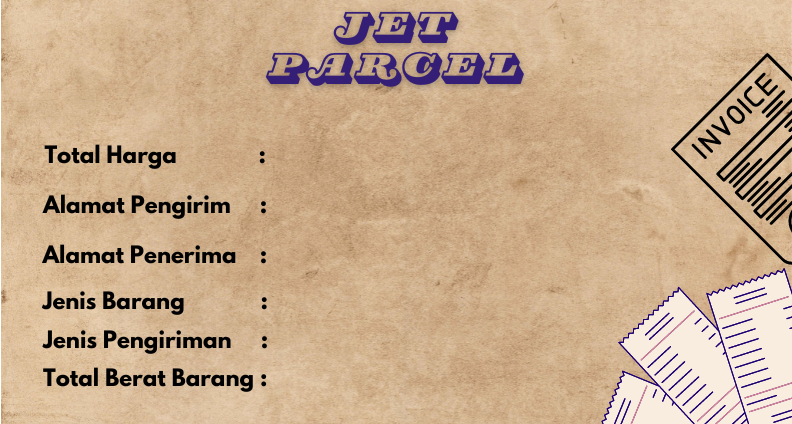 JET
PARCEL
INVOICE
Total Harga :
Alamat Pengirim :
Alamat Penerima :
Jenis Barang :
Jenis Pengiriman :
Total Berat Barang :